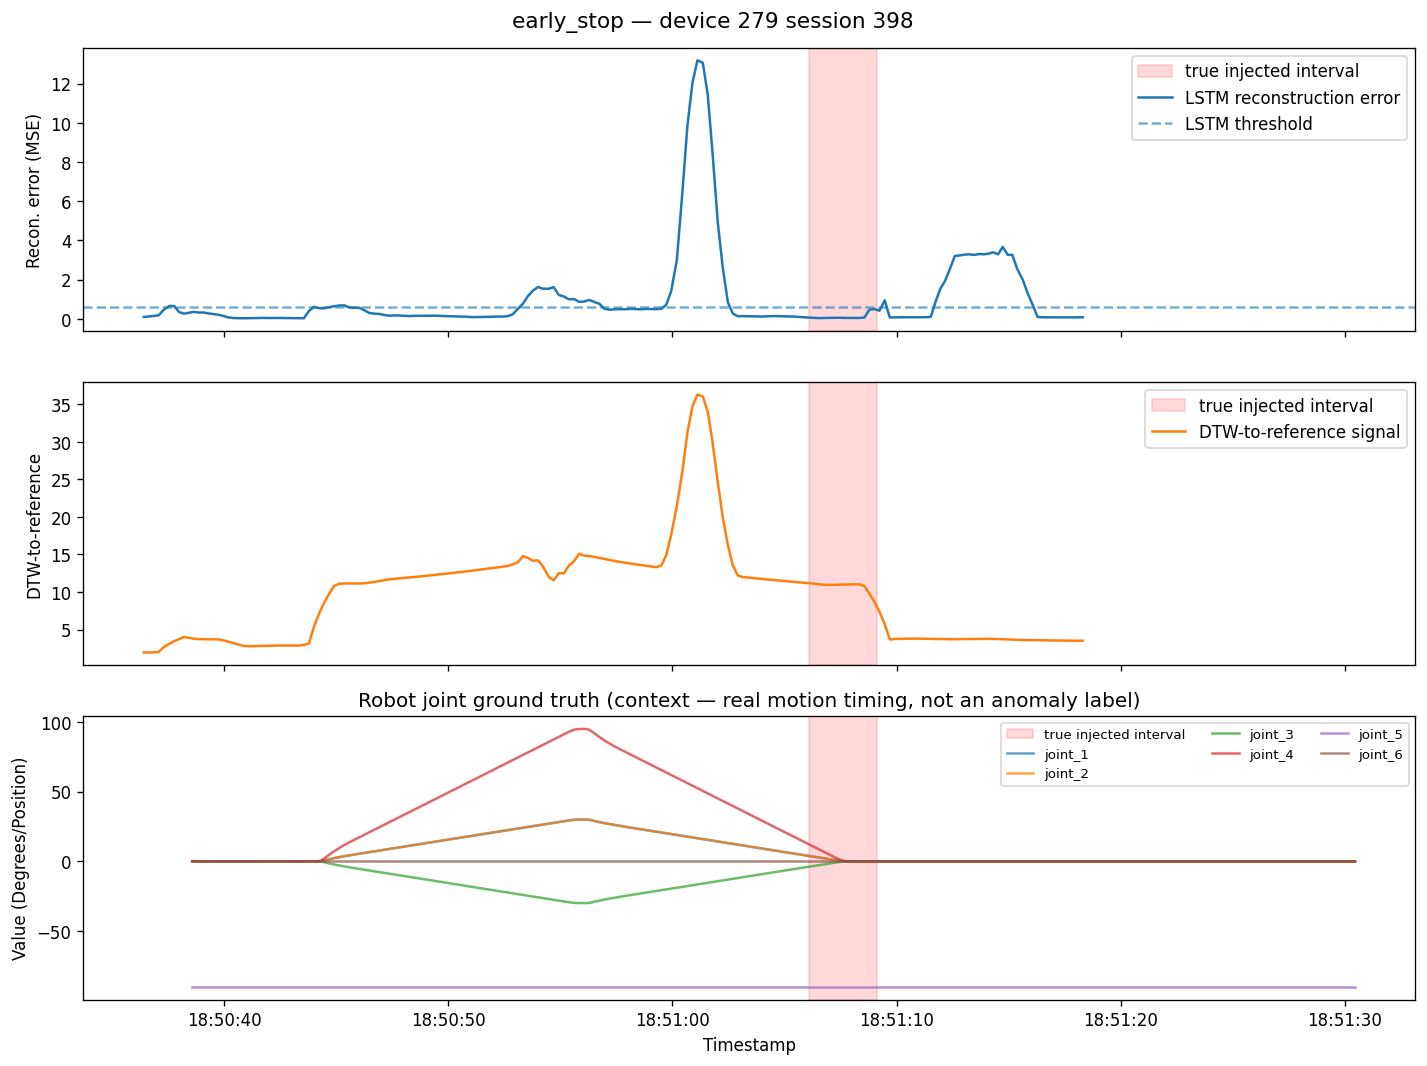 early_stop — device 279 session 398
Recon. error (MSE)
12
10
8
6
4
2
0
true injected interval
LSTM reconstruction error
LSTM threshold
DTW-to-reference
35
30
25
20
15
10
5
true injected interval
DTW-to-reference signal
Robot joint ground truth (context — real motion timing, not an anomaly label)
Value (Degrees/Position)
100
50
0
−50
true injected interval
joint_1
joint_2
joint_3
joint_4
joint_5
joint_6
18:50:40
18:50:50
18:51:00
18:51:10
18:51:20
18:51:30
Timestamp